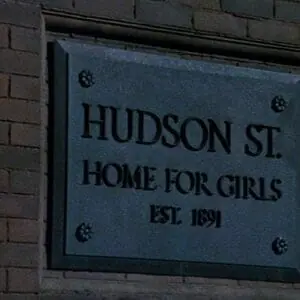 HUDSON ST.
HOME FOR GIRLS
EST. 1891